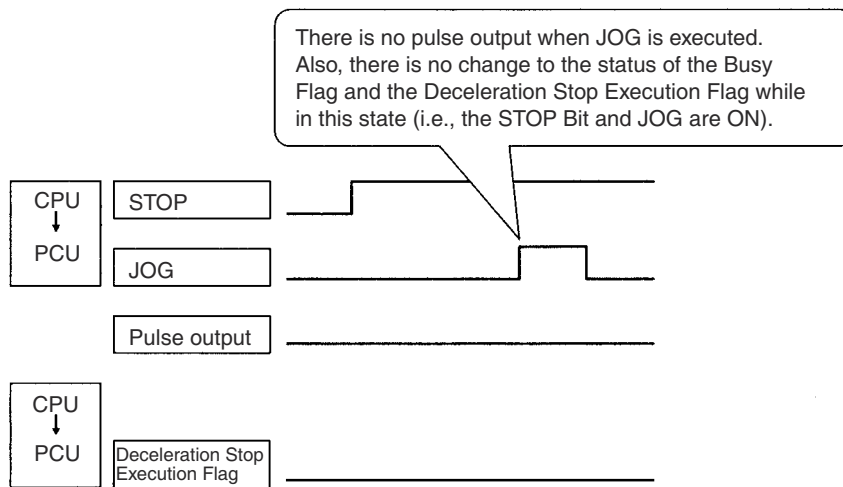 There is no pulse output when JOG is executed.
Also, there is no change to the status of the Busy
Flag and the Deceleration Stop Execution Flag while
in this state (i.e., the STOP Bit and JOG are ON).
CPU
PCU
STOP
JOG
Pulse output
CPU
PCU
Deceleration Stop
Execution Flag